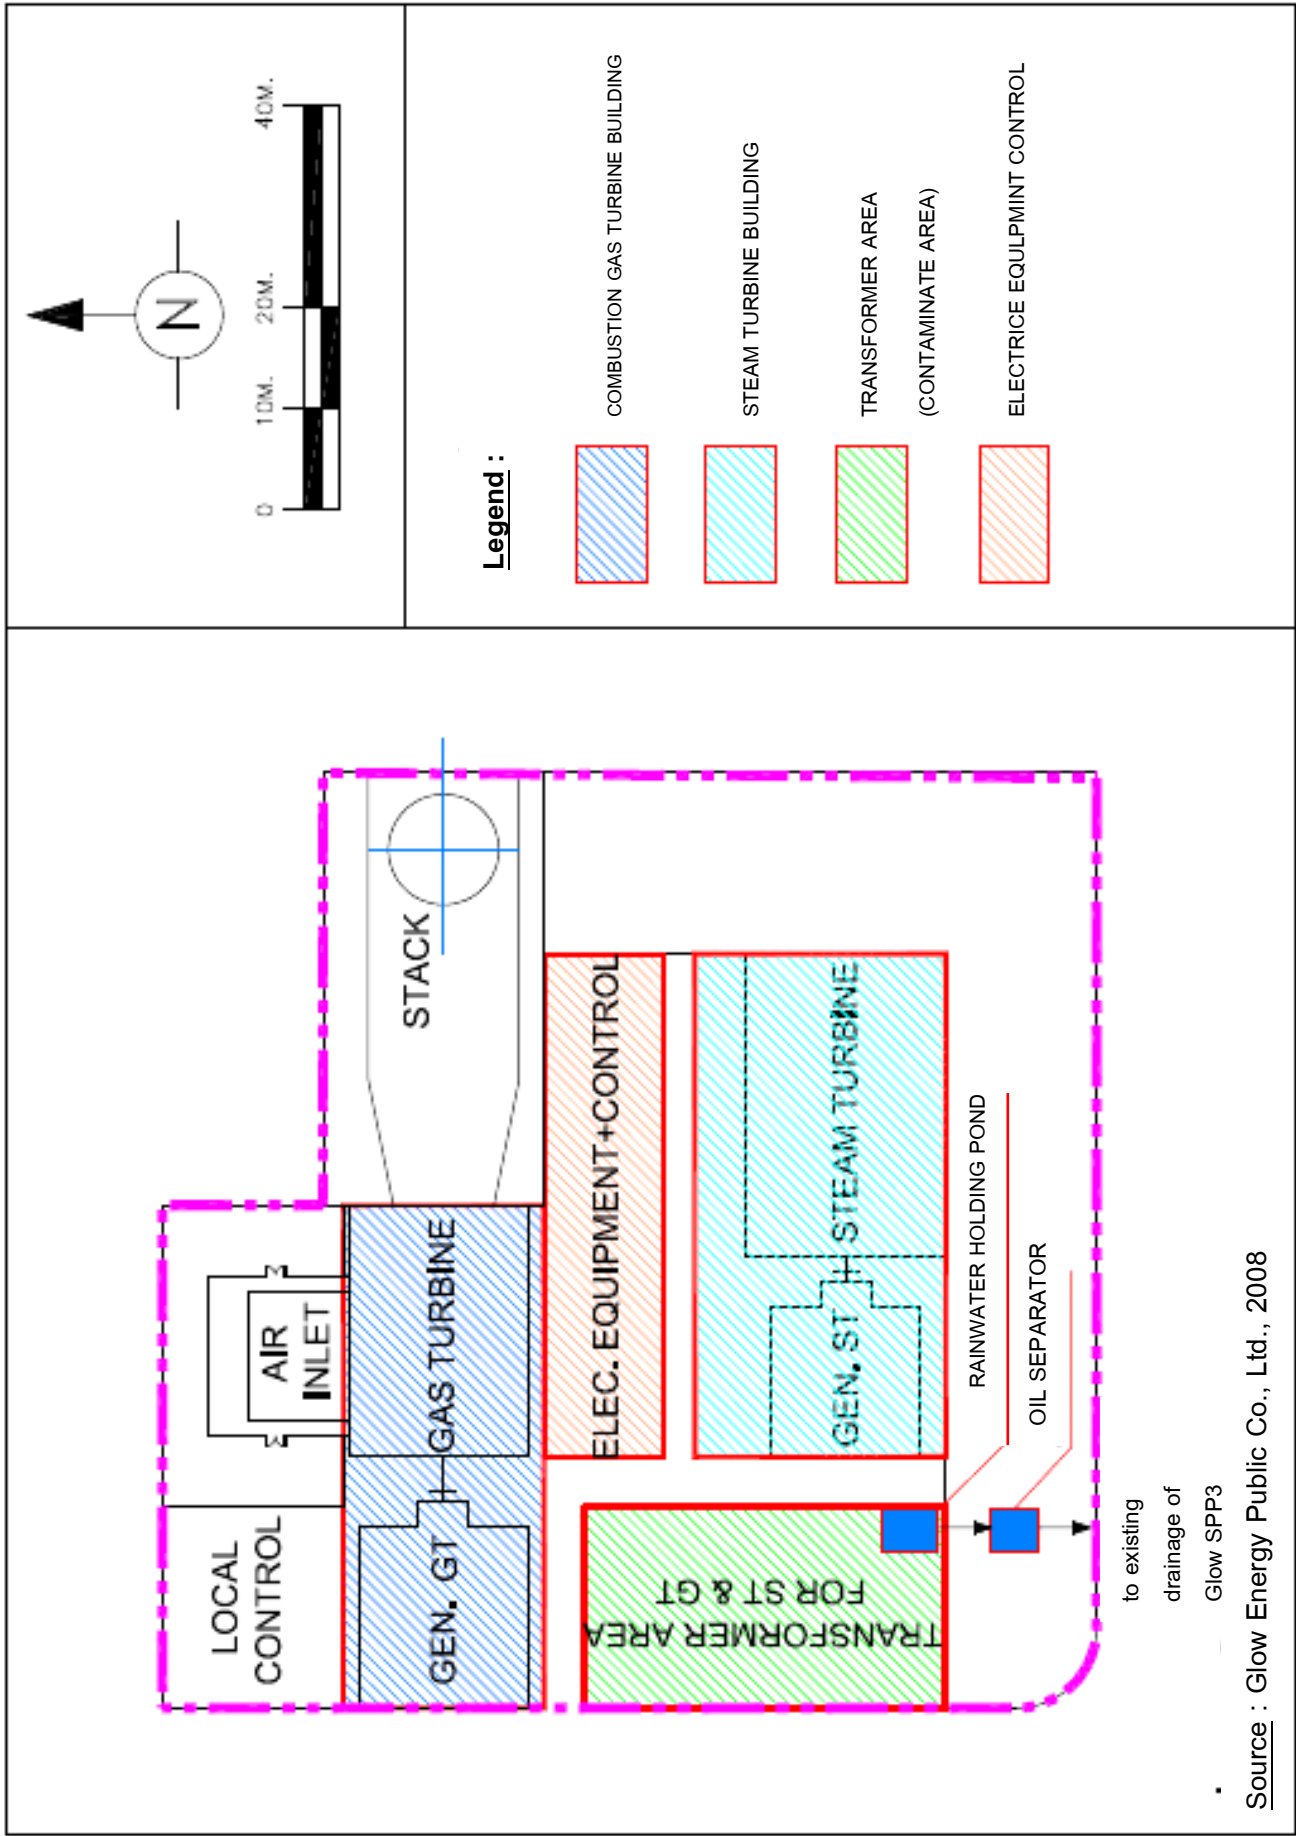 LOCAL
CONTROL
AIR
INLET
GEN. GT
GAS TURBINE
STACK
ELEC. EQUIPMENT+CONTROL
TRANSFORMER AREA
FOR ST & GT
GEN. ST
STEAM TURBINE
RAINWATER HOLDING POND
OIL SEPARATOR
to existing
drainage of
Glow SPP3
Source : Glow Energy Public Co., Ltd., 2008
N
0 10M. 20M. 40M.
Legend :
COMBUSTION GAS TURBINE BUILDING
STEAM TURBINE BUILDING
TRANSFORMER AREA
(CONTAMINATE AREA)
ELECTRICE EQULPMINT CONTROL